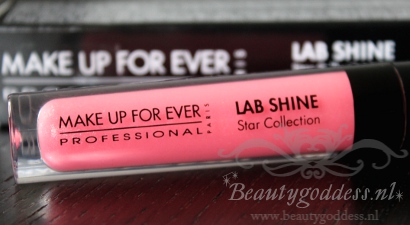 MAKE UP FOR EVER
LAB SHINE
MAKE UP FOR EVER
PROFESSIONAL
PARIS
LAB SHINE
Star Collection
Beautygoddess.nl
www.beautygoddess.nl